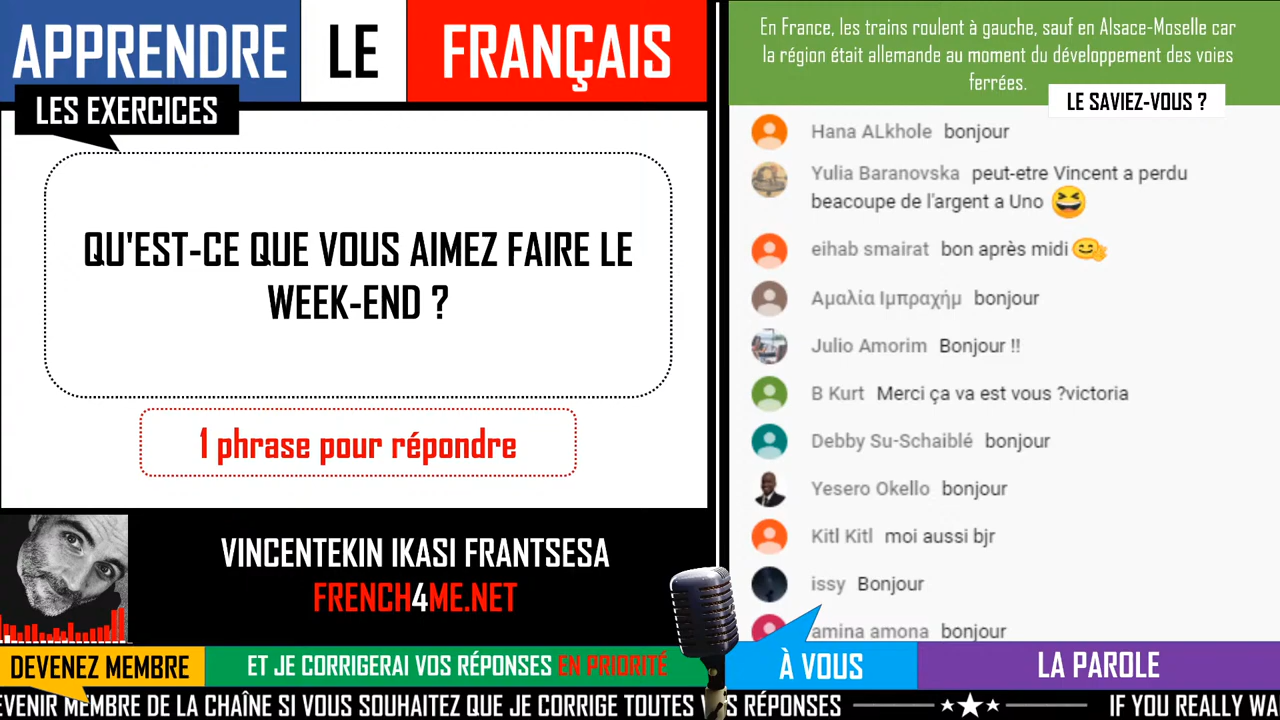 APPRENDRE LE FRANÇAIS
LES EXERCICES
QU'EST-CE QUE VOUS AIMEZ FAIRE LE
WEEK-END ?
1 phrase pour répondre
VINCENTEKIN IKASI FRANTSESA
FRENCH4ME.NET
DEVENEZ MEMBRE
ET JE CORRIGERAI VOS RÉPONSES EN PRIORITÉ
En France, les trains roulent à gauche, sauf en Alsace-Moselle car
la région était allemande au moment du développement des voies
ferrées.
LE SAVIEZ-VOUS ?
Hana ALkhole bonjour
Yulia Baranovska peut-etre Vincent a perdu
beacoupe de l'argent a Uno
eihab smairat bon après midi
Αμαλία Ιμπραχήμ bonjour
Julio Amorim Bonjour !!
B Kurt Merci ça va est vous ?victoria
Debby Su-Schaiblé bonjour
Yesero Okello bonjour
Kitl Kitl moi aussi bjr
issy Bonjour
amina amona bonjour
À VOUS
LA PAROLE
EVENIR MEMBRE DE LA CHAÎNE SI VOUS SOUHAITEZ QUE JE CORRIGE TOUTES VOS RÉPONSES IF YOU REALLY WA